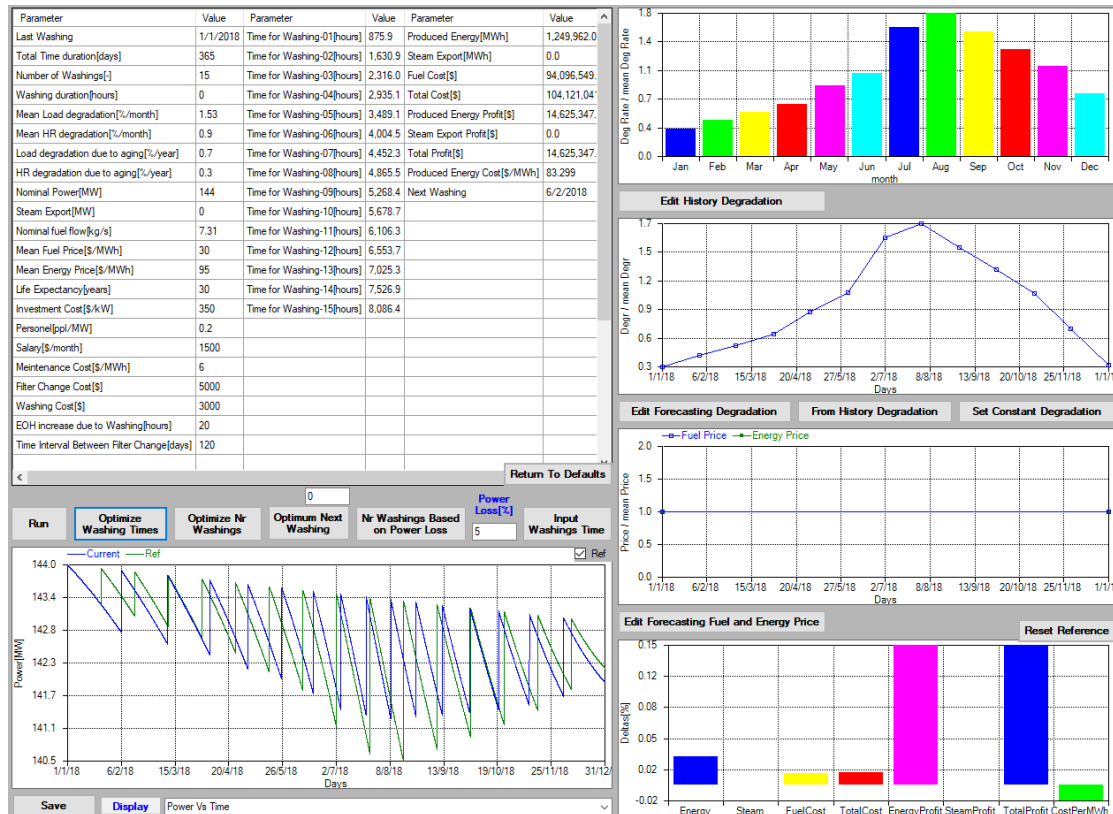 Parameter Value Parameter Value Parameter Value
Last Washing 1/1/2018 Time for Washing-01[hours] 875.9 Produced Energy[MWh] 1,249,962.0
Total Time duration[days] 365 Time for Washing-02[hours] 1,630.9 Steam Export[MWh] 0.0
Number of Washings[-] 15 Time for Washing-03[hours] 2,316.0 Fuel Cost[$] 94,096,549.
Washing duration[hours] 0 Time for Washing-04[hours] 2,935.1 Total Cost[$] 104,121,04
Mean Load degradation[%/month] 1.53 Time for Washing-05[hours] 3,489.1 Produced Energy Profit[$] 14,625,347.
Mean HR degradation[%/month] 0.9 Time for Washing-06[hours] 4,004.5 Steam Export Profit[$] 0.0
Load degradation due to aging[%/year] 0.7 Time for Washing-07[hours] 4,452.3 Total Profit[$] 14,625,347.
HR degradation due to aging[%/year] 0.3 Time for Washing-08[hours] 4,865.5 Produced Energy Cost[$/MWh] 83.299
Nominal Power[MW] 144 Time for Washing-09[hours] 5,268.4 Next Washing 6/2/2018
Steam Export[MW] 0 Time for Washing-10[hours] 5,678.7
Nominal fuel flow[kg/s] 7.31 Time for Washing-11[hours] 6,106.3
Mean Fuel Price[$/MWh] 30 Time for Washing-12[hours] 6,553.7
Mean Energy Price[$/MWh] 95 Time for Washing-13[hours] 7,025.3
Life Expectancy[years] 30 Time for Washing-14[hours] 7,526.9
Investment Cost[$/kW] 350 Time for Washing-15[hours] 8,086.4
Personel[ppl/MW] 0.2
Salary[$/month] 1500
Meintenance Cost[$/MWh] 6
Filter Change Cost[$] 5000
Washing Cost[$] 3000
EOH increase due to Washing[hours] 20
Time Interval Between Filter Change[days] 120
Return To Defaults
0
Run
Optimize Washing Times
Optimize Nr Washings
Optimum Next Washing
Nr Washings Based on Power Loss
Power Loss[%]
5
Input Washings Time
Current Ref
Ref
144.0
143.4
142.8
142.3
141.7
141.1
140.5
Power[MW]
1/1/18 6/2/18 15/3/18 20/4/18 26/5/18 2/7/18 8/8/18 13/9/18 19/10/18 25/11/18 31/12/
Days
Save Display Power Vs Time
1.8
1.4
1.1
0.7
0.4
0.0
Deg Rate / mean Deg Rate
Jan Feb Mar Apr May Jun Jul Aug Sep Oct Nov Dec
month
Edit History Degradation
1.7
1.5
1.2
0.9
0.6
0.3
Degr / mean Degr
1/1/18 6/2/18 15/3/18 20/4/18 27/5/18 2/7/18 8/8/18 13/9/18 20/10/18 25/11/18 1/1/
Days
Edit Forecasting Degradation From History Degradation Set Constant Degradation
Fuel Price Energy Price
2.0
1.5
1.0
0.5
0.0
Price / mean Price
1/1/18 6/2/18 15/3/18 20/4/18 27/5/18 2/7/18 8/8/18 13/9/18 20/10/18 25/11/18 1/1/
Days
Edit Forecasting Fuel and Energy Price
Reset Reference
0.15
0.12
0.08
0.05
0.02
-0.02
Deltas[%]
Energy Steam FuelCost TotalCost EnergyProfit SteamProfit TotalProfit CostPerMWh